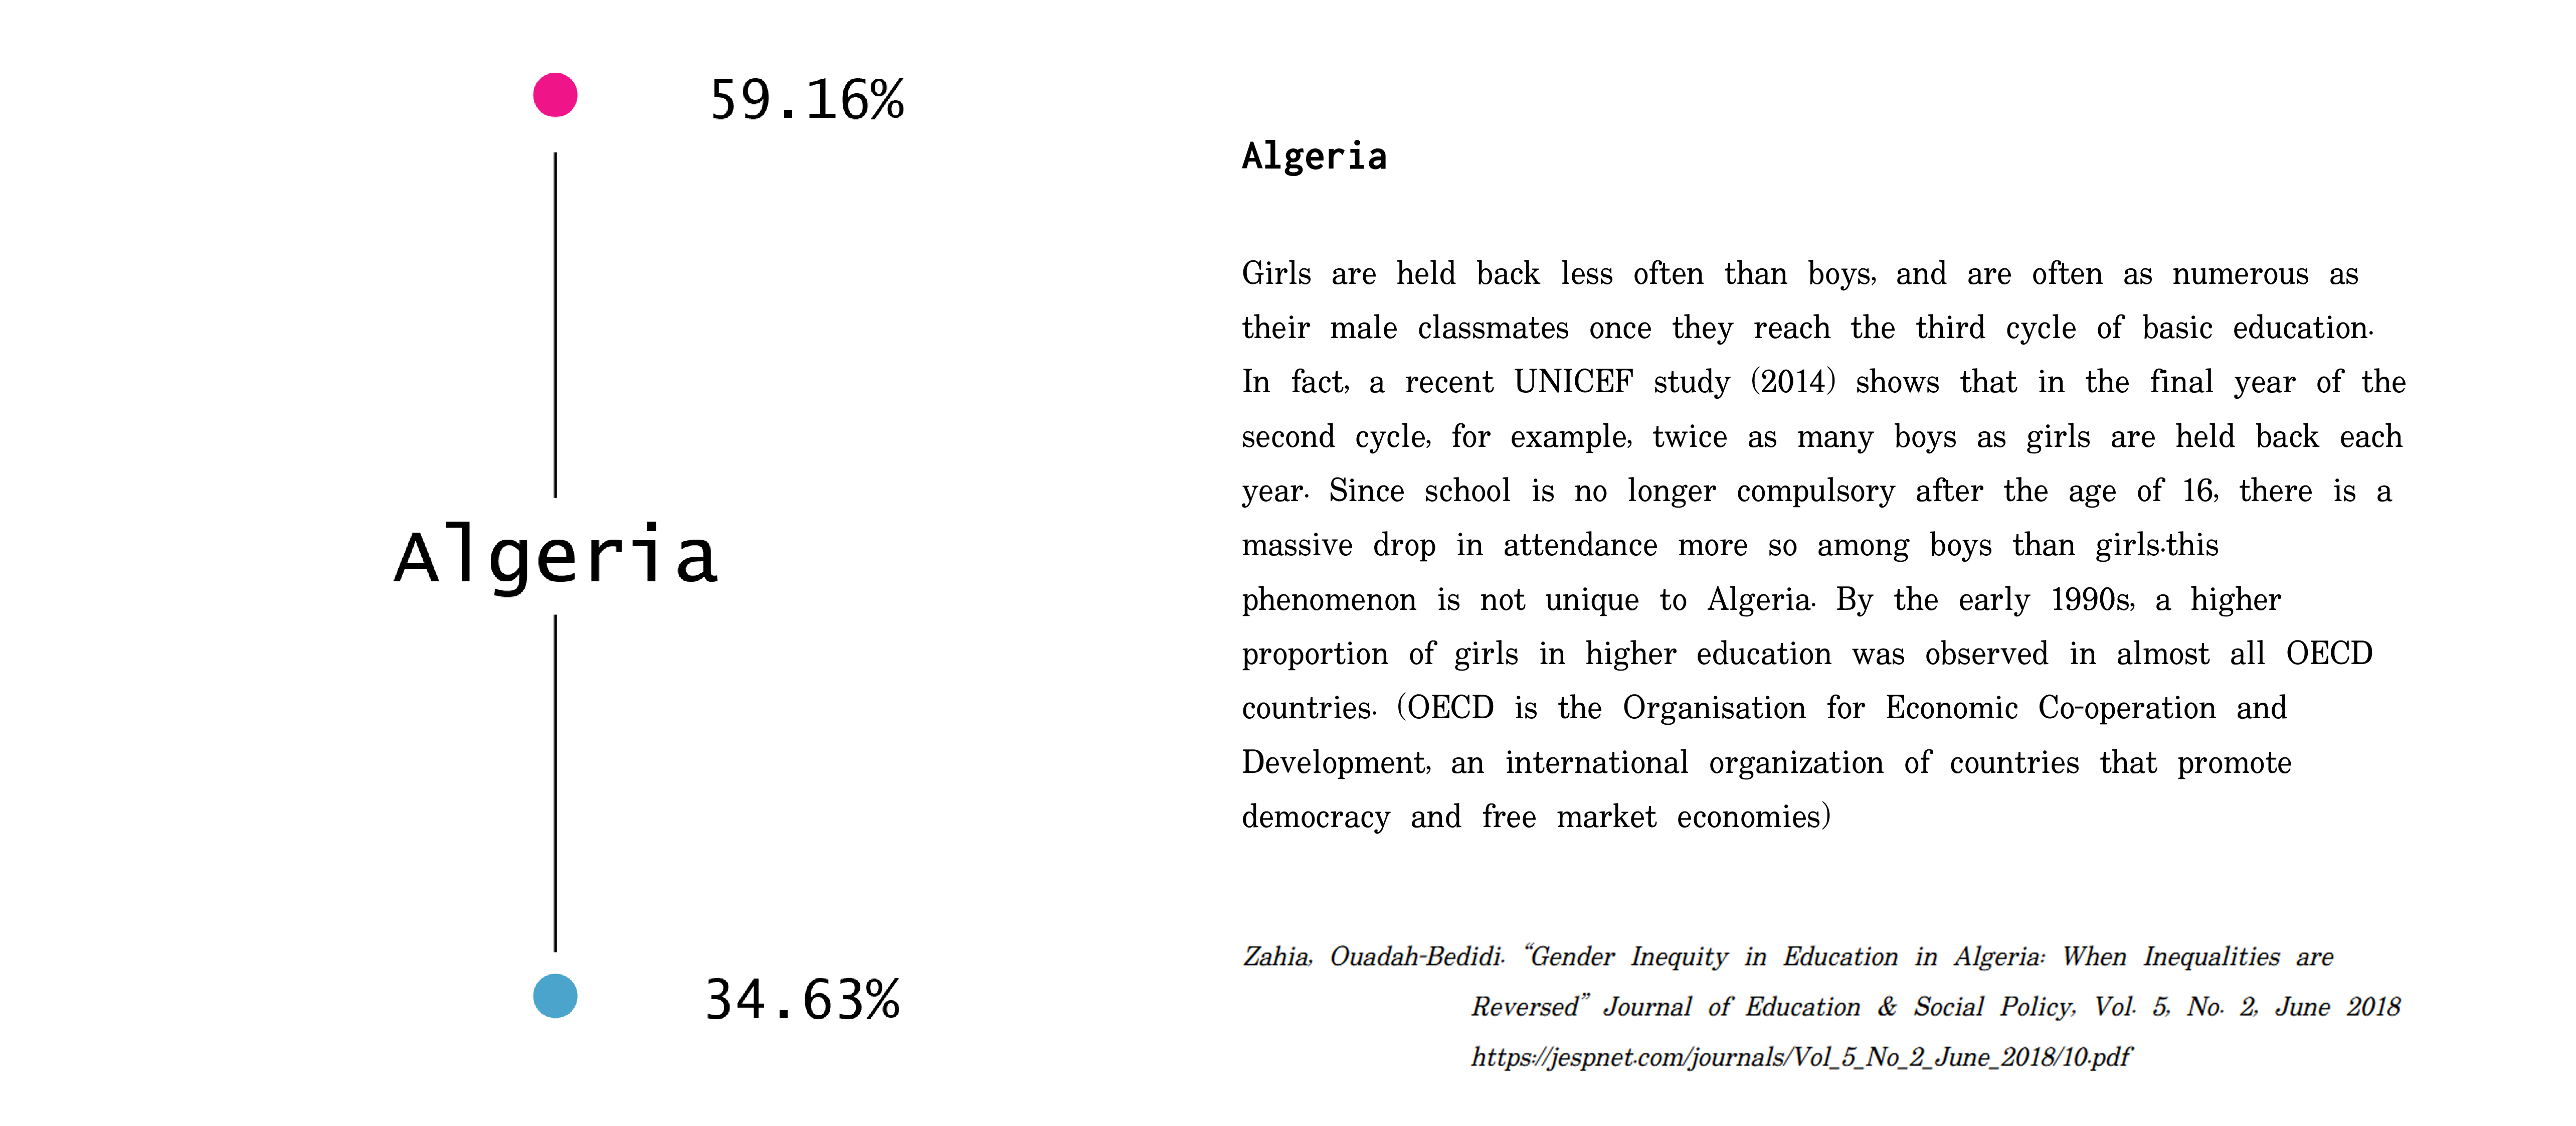 59.16%
Algeria
34.63%
Algeria
Girls are held back less often than boys, and are often as numerous as
their male classmates once they reach the third cycle of basic education.
In fact, a recent UNICEF study (2014) shows that in the final year of the
second cycle, for example, twice as many boys as girls are held back each
year. Since school is no longer compulsory after the age of 16, there is a
massive drop in attendance more so among boys than girls.this
phenomenon is not unique to Algeria. By the early 1990s, a higher
proportion of girls in higher education was observed in almost all OECD
countries. (OECD is the Organisation for Economic Co-operation and
Development, an international organization of countries that promote
democracy and free market economies)
Zahia, Ouadah-Bedidi. “Gender Inequity in Education in Algeria: When Inequalities are
Reversed” Journal of Education & Social Policy, Vol. 5, No. 2, June 2018
https://jespnet.com/journals/Vol_5_No_2_June_2018/10.pdf